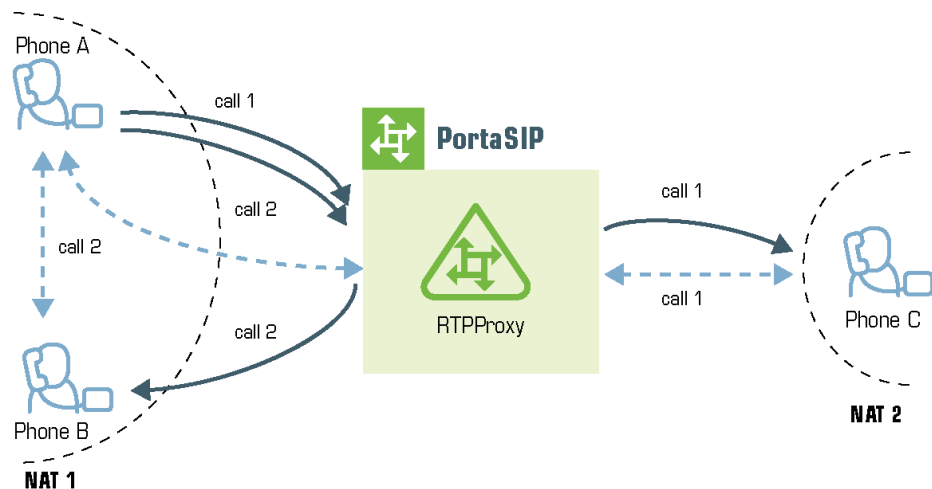 Phone A
call 1
PortaSIP
call 2
call 1
call 2
call 2
call 1
RTPProxy
Phone C
Phone B
NAT 2
NAT 1